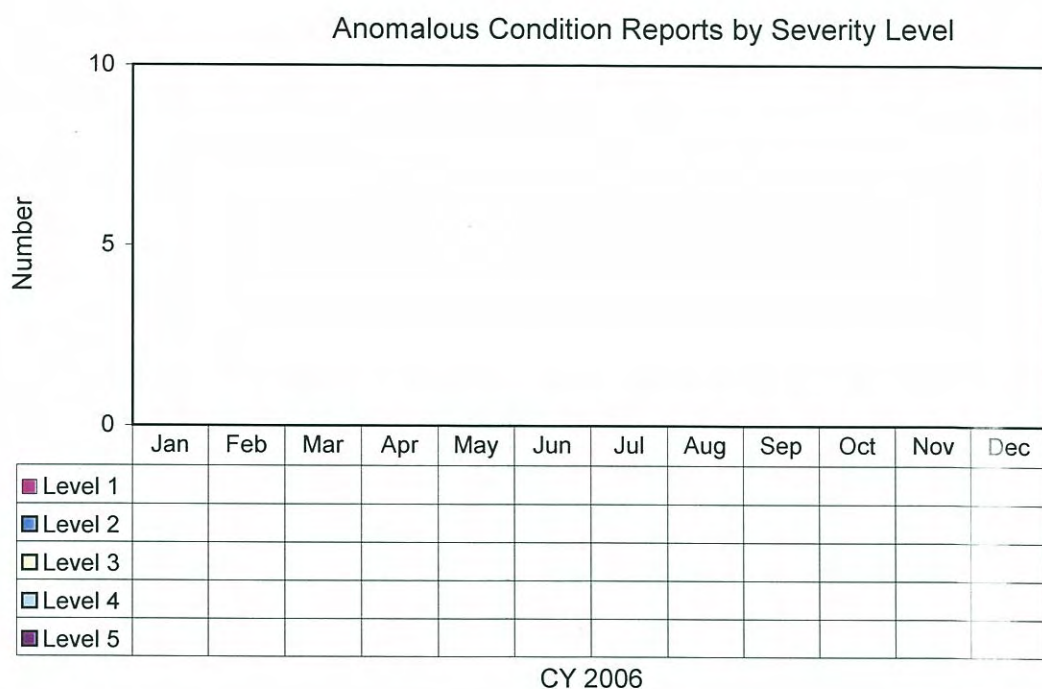 Anomalous Condition Reports by Severity Level
10
Number
5
0
Jan Feb Mar Apr May Jun Jul Aug Sep Oct Nov Dec
Level 1
Level 2
Level 3
Level 4
Level 5
CY 2006